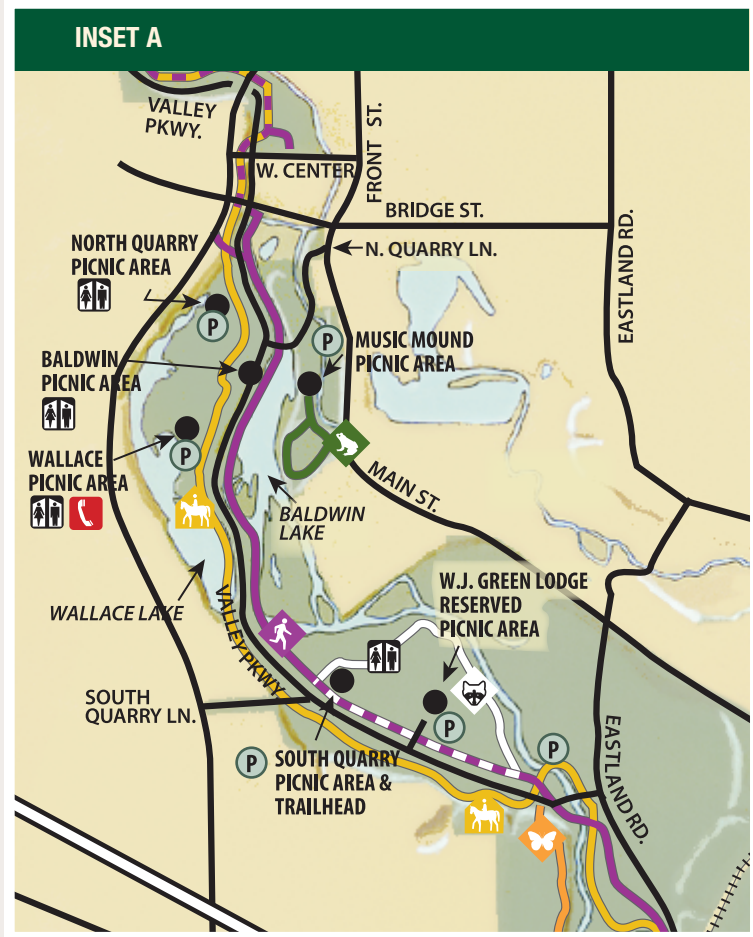 INSET A
VALLEY
PKWY.
FRONT ST.
W. CENTER
BRIDGE ST.
EASTLAND RD.
N. QUARRY LN.
NORTH QUARRY
PICNIC AREA
P
P
MUSIC MOUND
PICNIC AREA
BALDWIN
PICNIC AREA
WALLACE
PICNIC AREA
P
MAIN ST.
BALDWIN
LAKE
WALLACE LAKE
VALLEY PKWY
W.J. GREEN LODGE
RESERVED
PICNIC AREA
SOUTH
QUARRY LN.
P
P
P
SOUTH QUARRY
PICNIC AREA &
TRAILHEAD
EASTLAND RD.